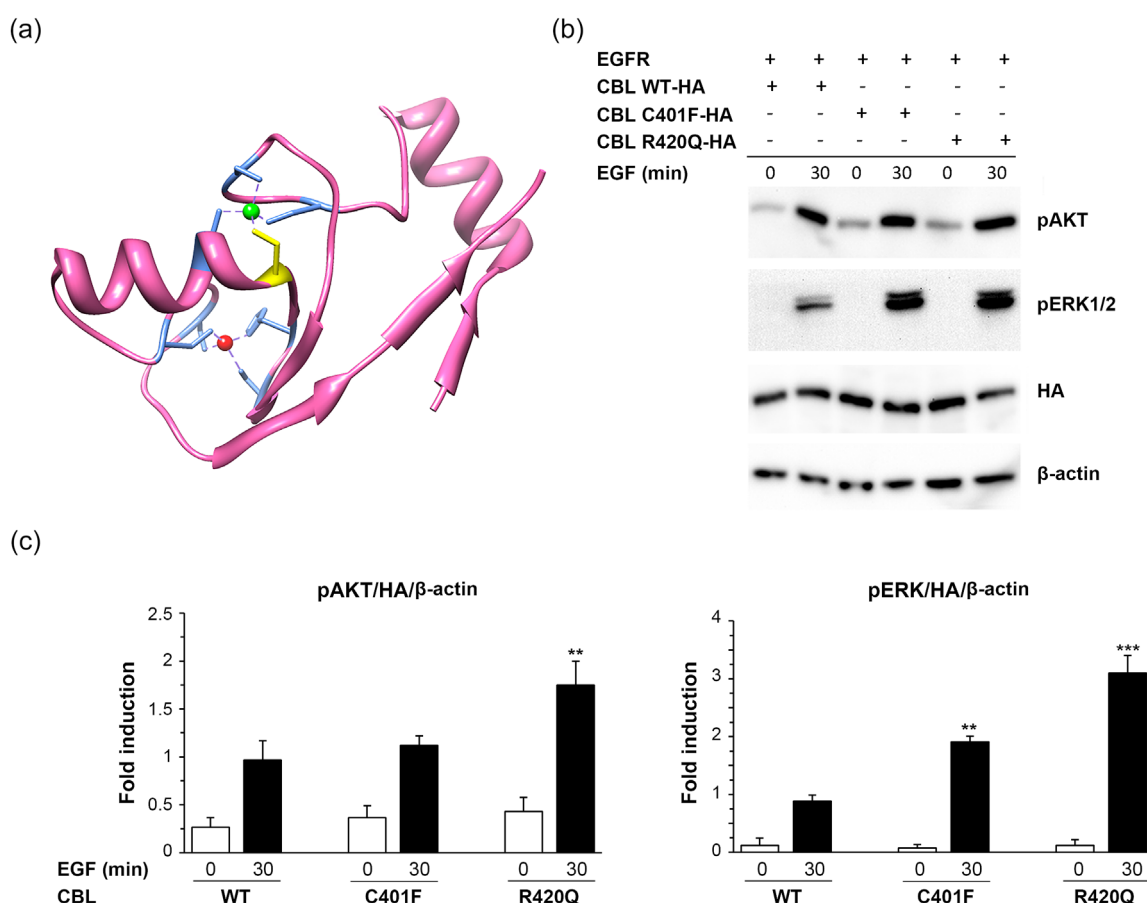 (a)
(b)
EGFR + + + + + +
CBL WT-HA + + - - - -
CBL C401F-HA - - + + - -
CBL R420Q-HA - - - - + +
EGF (min) 0 30 0 30 0 30
pAKT
pERK1/2
HA
β-actin
(c)
pAKT/HA/β-actin
Fold induction
2.5
2
1.5
1
0.5
0
**
EGF (min) 0 30 0 30 0 30
CBL WT C401F R420Q
pERK/HA/β-actin
Fold induction
4
3
2
1
0
**
***
0 30 0 30 0 30
WT C401F R420Q